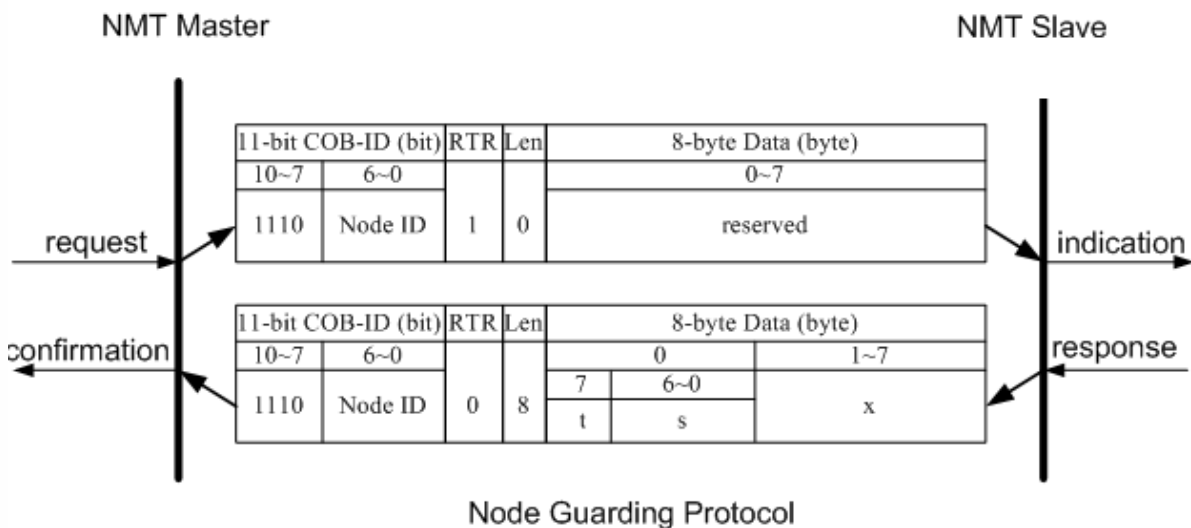 NMT Master
NMT Slave
11-bit COB-ID (bit) RTR Len 8-byte Data (byte)
10~7 6~0 0~7
1110 Node ID 1 0 reserved
request
indication
11-bit COB-ID (bit) RTR Len 8-byte Data (byte)
confirmation
response
10~7 6~0 0 1~7
7 6~0
1110 Node ID 0 8 x
t s
Node Guarding Protocol